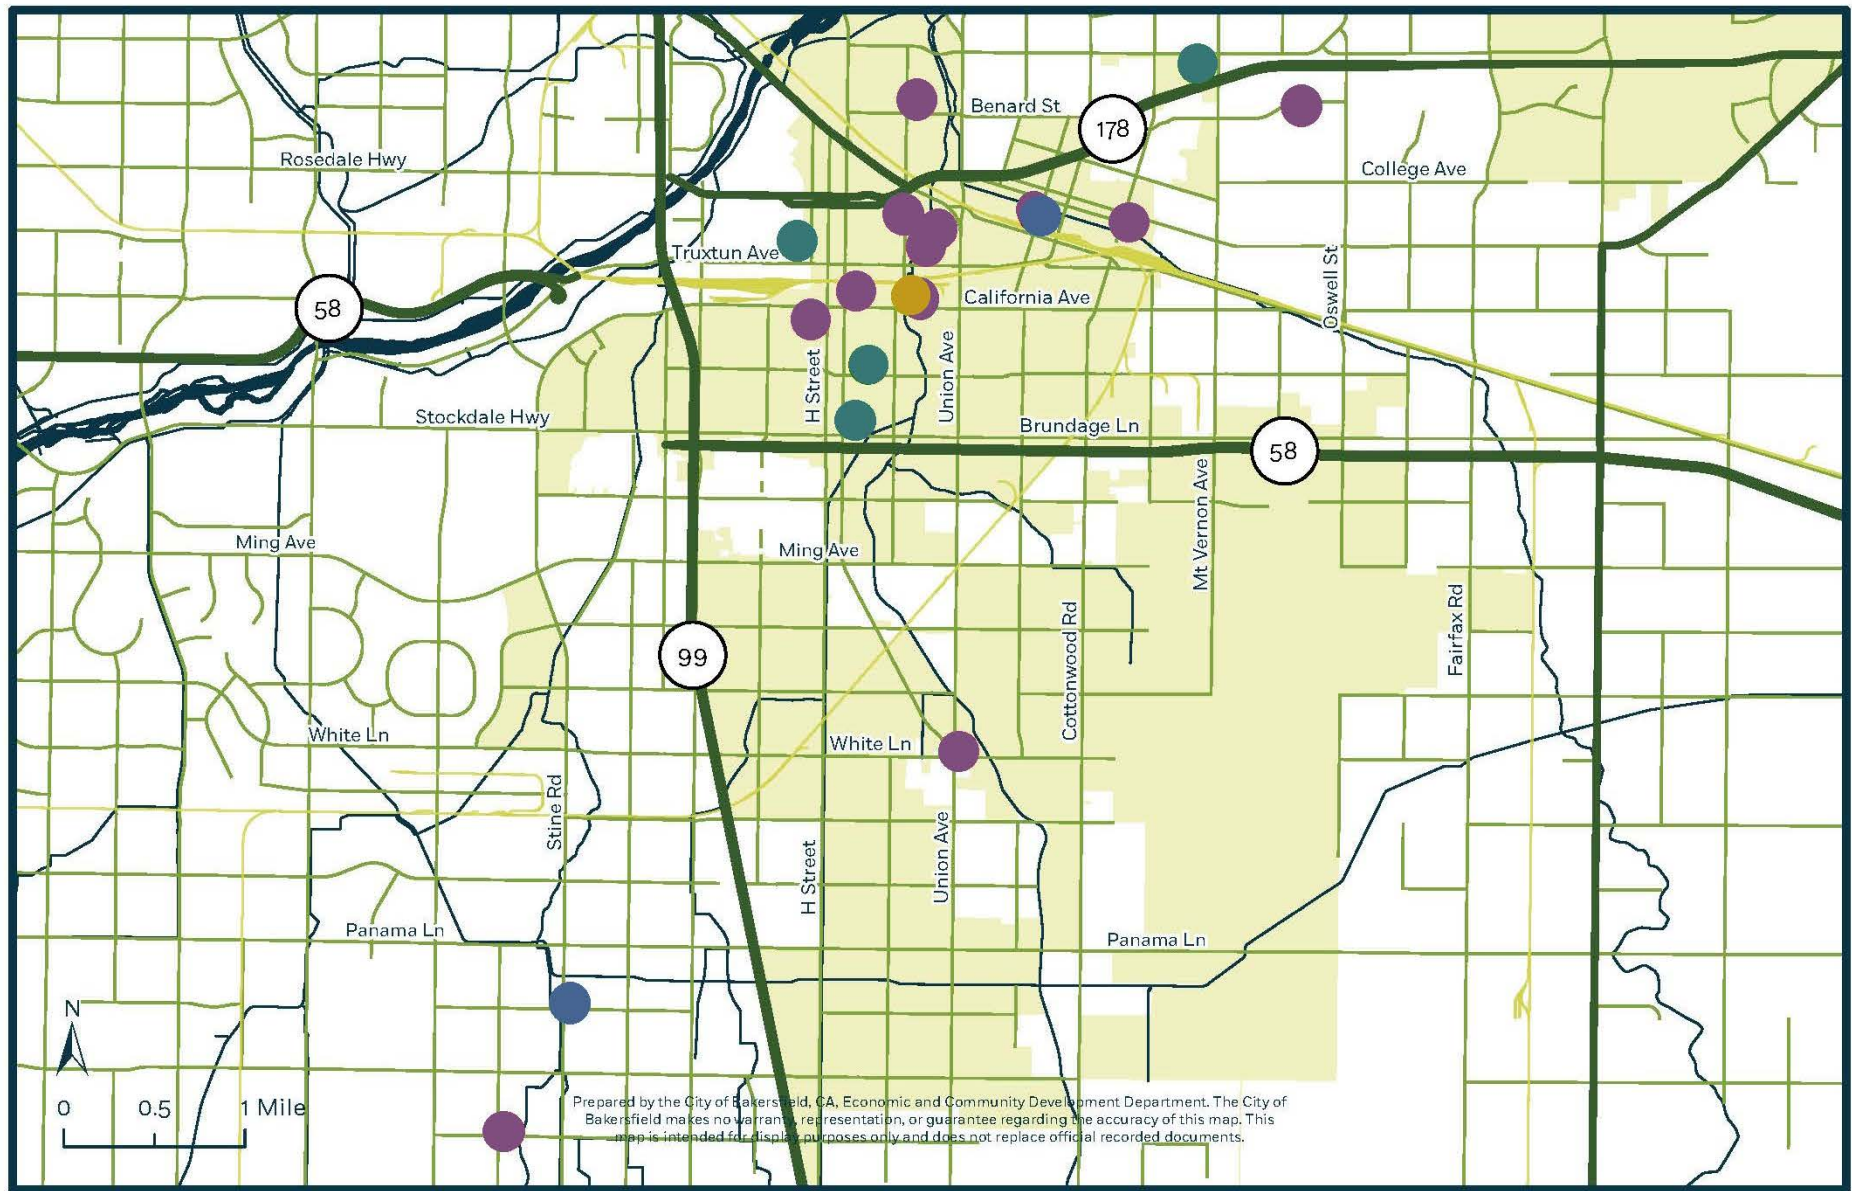 Benard St
178
Rosedale Hwy
College Ave
Truxtun Ave
58
California Ave
Oswell St
H Street
Union Ave
Stockdale Hwy
Brundage Ln
58
Mt Vernon Ave
Ming Ave
Ming Ave
Fairfax Rd
Cottonwood Rd
99
White Ln
White Ln
Stine Rd
Union Ave
H Street
Panama Ln
Panama Ln
N
0 0.5 1 Mile
Prepared by the City of Bakersfield, CA, Economic and Community Development Department. The City of
Bakersfield makes no warranty, representation, or guarantee regarding the accuracy of this map. This
map is intended for display purposes only and does not replace official recorded documents.